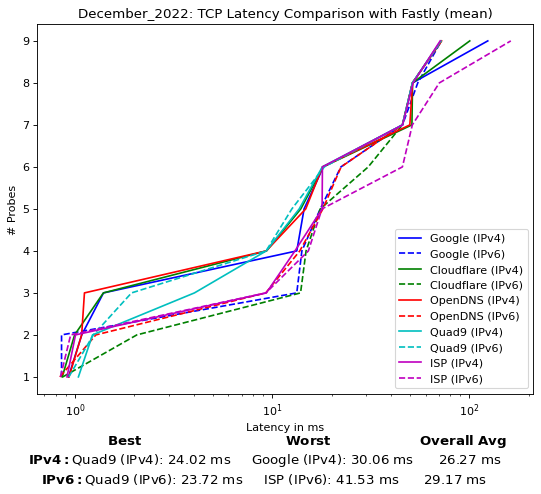 December_2022: TCP Latency Comparison with Fastly (mean)
9
8
7
6
5
4
3
2
1
# Probes
Google (IPv4)
Google (IPv6)
Cloudflare (IPv4)
Cloudflare (IPv6)
OpenDNS (IPv4)
OpenDNS (IPv6)
Quad9 (IPv4)
Quad9 (IPv6)
ISP (IPv4)
ISP (IPv6)
10⁰ 10¹ 10²
Latency in ms
Best Worst Overall Avg
IPv4: Quad9 (IPv4): 24.02 ms Google (IPv4): 30.06 ms 26.27 ms
IPv6: Quad9 (IPv6): 23.72 ms ISP (IPv6): 41.53 ms 29.17 ms